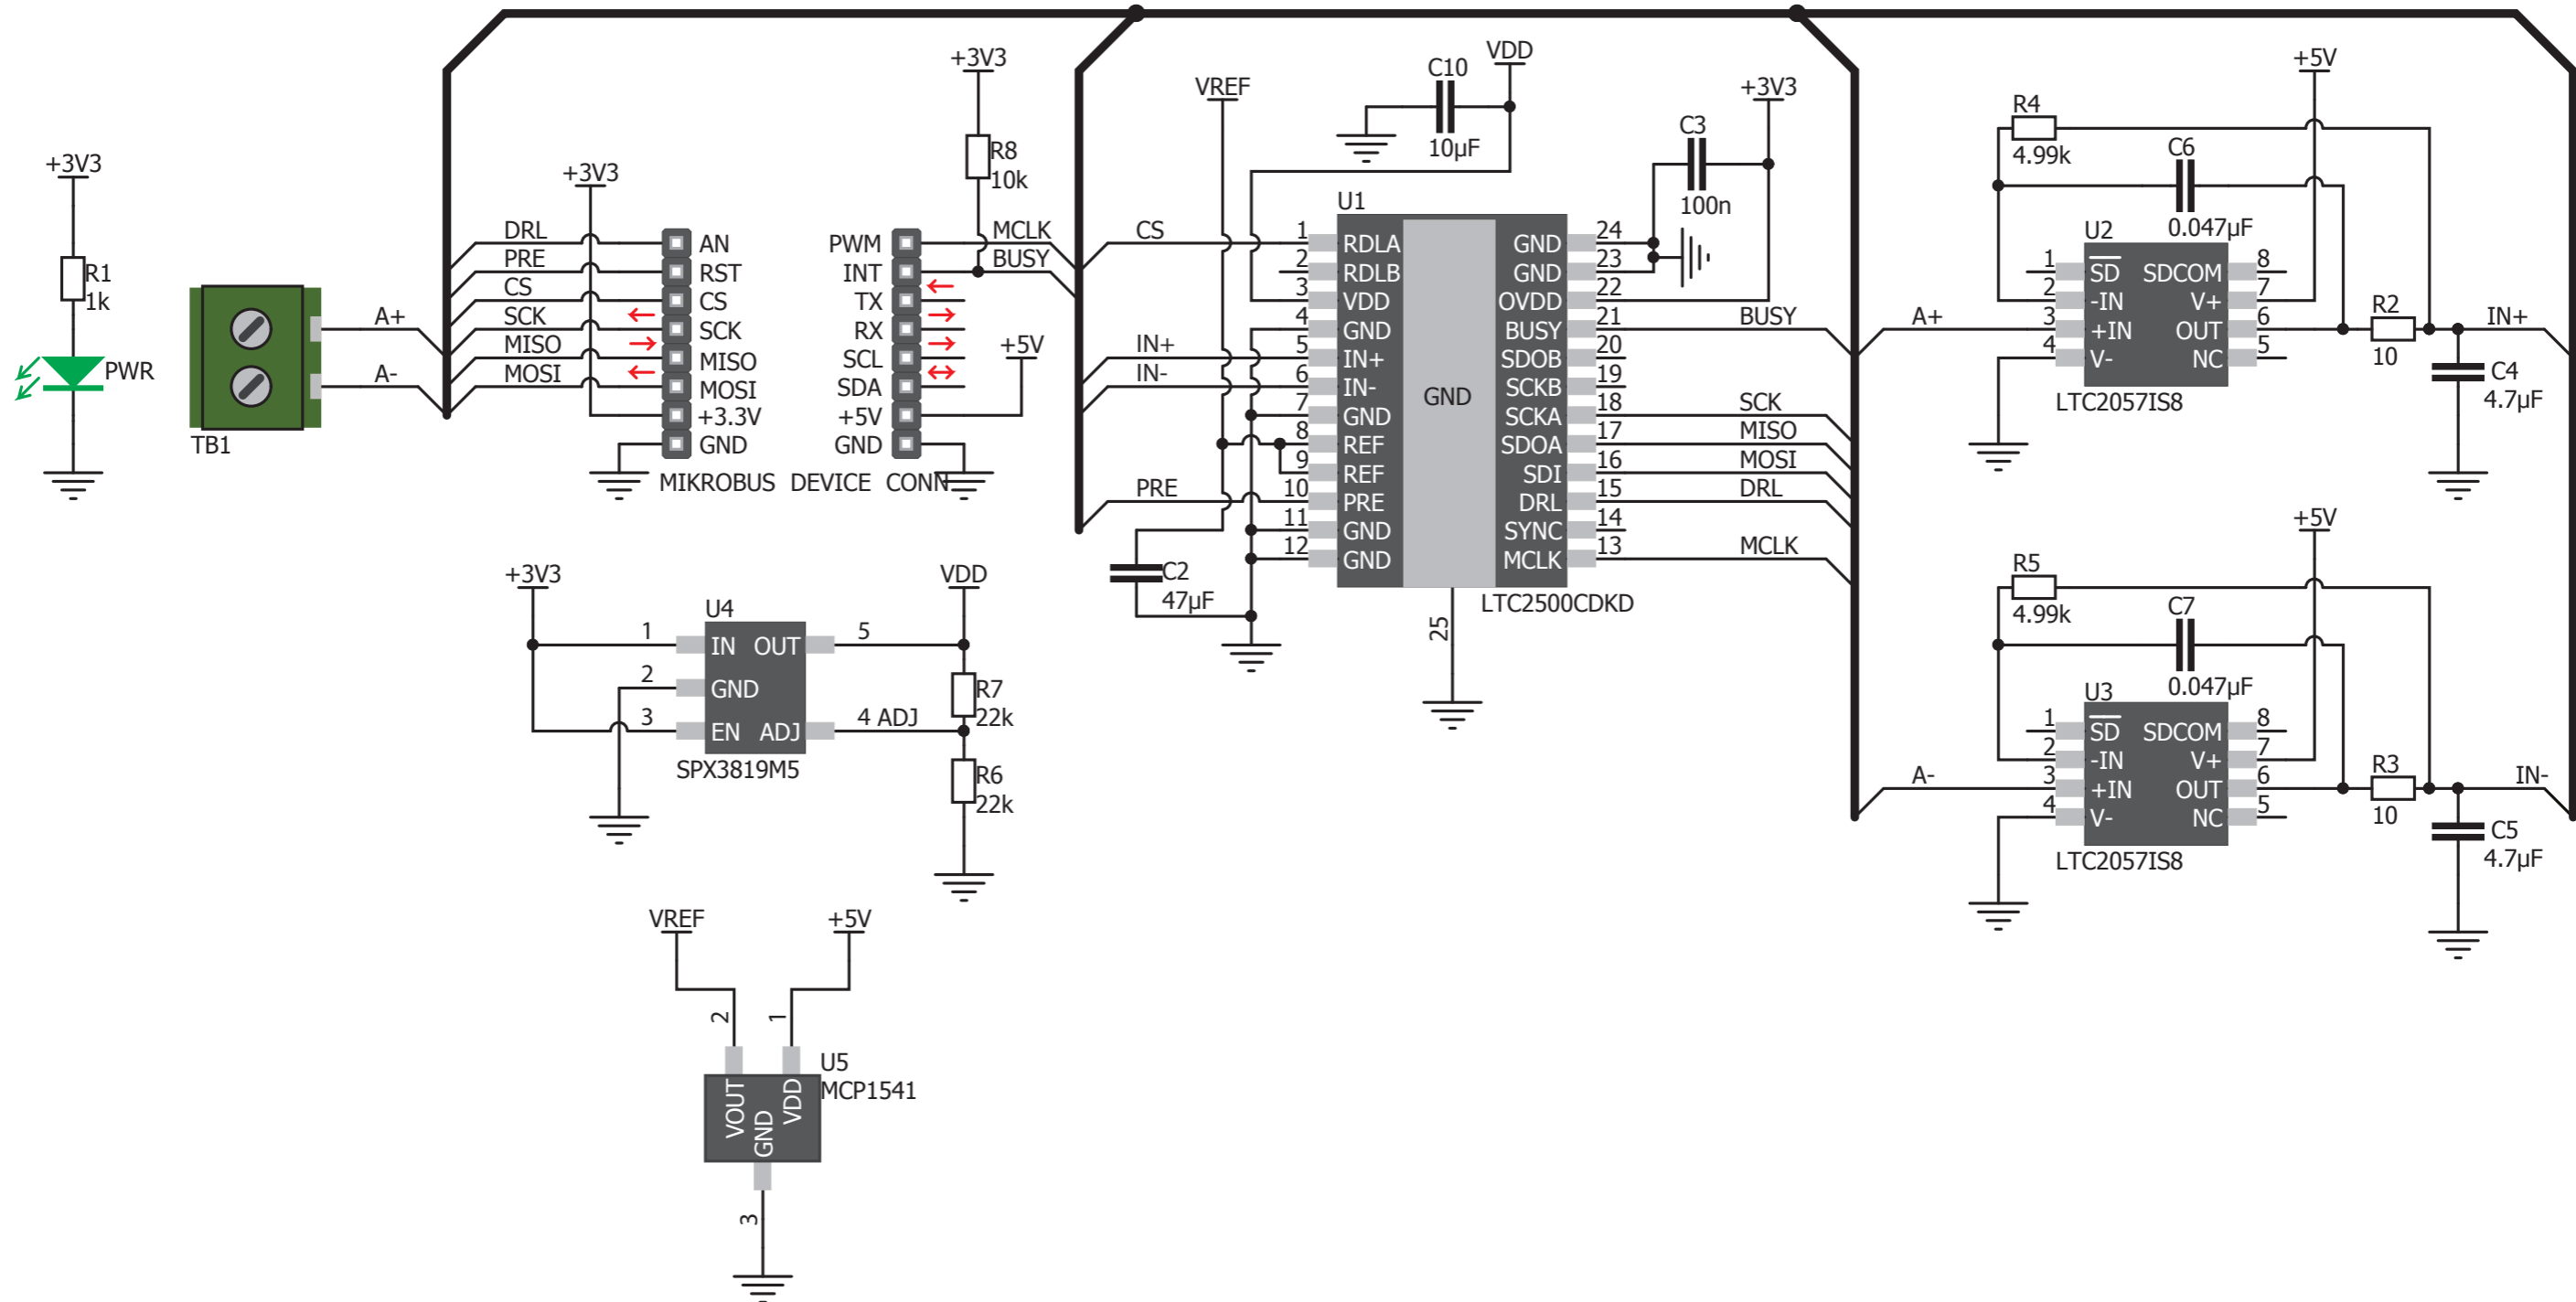 +3V3
R1
1k
PWR
TB1
A+
A-
+3V3
DRL
PRE
CS
SCK
MISO
MOSI
AN
RST
CS
SCK
MISO
MOSI
+3.3V
GND
PWM
INT
TX
RX
SCL
SDA
+5V
GND
MIKROBUS DEVICE CONN
+3V3
R8
10k
MCLK
BUSY
+5V
+3V3
VDD
U4
1 IN OUT 5
2 GND
3 EN ADJ 4 ADJ
SPX3819M5
R7
22k
R6
22k
VREF
+5V
2
1
U5
MCP1541
VOUT
GND
VDD
3
VREF
C10
10µF
VDD
+3V3
C3
100n
U1
CS 1 RDLA GND 24
2 RDLB GND 23
3 VDD OVDD 22
4 GND BUSY 21 BUSY
IN+ 5 IN+ SDOB 20
IN- 6 IN- SCKB 19
7 GND SCKA 18 SCK
8 REF SDOA 17 MISO
9 REF SDI 16 MOSI
PRE 10 PRE DRL 15 DRL
11 GND SYNC 14
12 GND MCLK 13 MCLK
GND
25
LTC2500CDKD
C2
47µF
+5V
R4
4.99k
C6
0.047µF
U2
1 SD SDCOM 8
2 -IN V+ 7
A+ 3 +IN OUT 6
4 V- NC 5
LTC2057IS8
R2
10
IN+
C4
4.7µF
+5V
R5
4.99k
C7
0.047µF
U3
1 SD SDCOM 8
2 -IN V+ 7
A- 3 +IN OUT 6
4 V- NC 5
LTC2057IS8
R3
10
IN-
C5
4.7µF